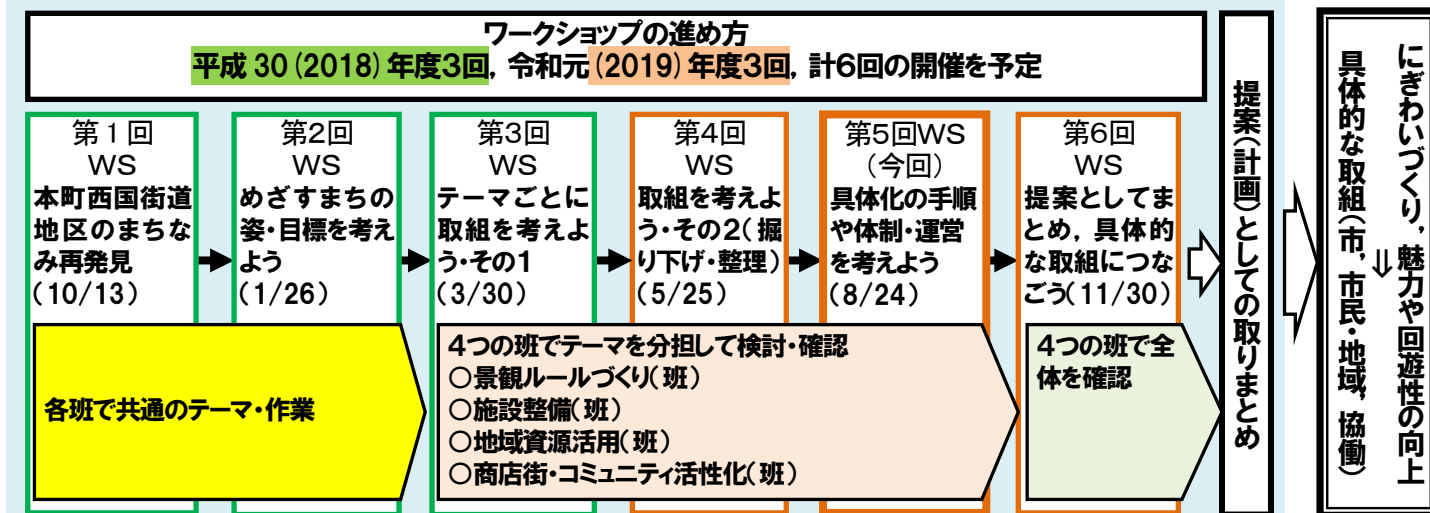 ワークショップの進め方
平成30(2018)年度3回，令和元(2019)年度3回，計6回の開催を予定
第1回
WS
本町西国街道
地区のまちな
み再発見
(10/13)
第2回
WS
めざすまちの
姿・目標を考え
よう
(1/26)
第3回
WS
テーマごとに
取組を考えよ
う・その1
(3/30)
第4回
WS
取組を考えよ
う・その2(掘
り下げ・整理)
(5/25)
第5回WS
(今回)
具体化の手順
や体制・運営
を考えよう
(8/24)
第6回
WS
提案としてま
とめ，具体的
な取組につな
ごう(11/30)
各班で共通のテーマ・作業
4つの班でテーマを分担して検討・確認
○景観ルールづくり(班)
○施設整備(班)
○地域資源活用(班)
○商店街・コミュニティ活性化(班)
4つの班で全
体を確認
提案(計画)としての取りまとめ
にぎわいづくり，魅力や回遊性の向上
⇓
具体的な取組(市，市民・地域，協働)